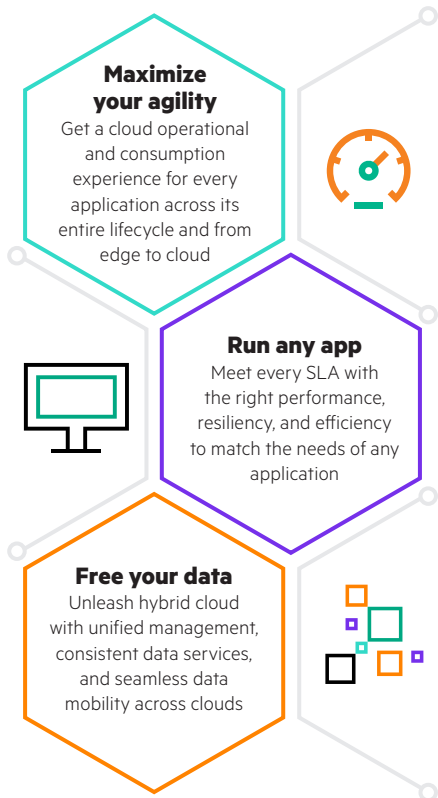 Maximize
your agility
Get a cloud operational
and consumption
experience for every
application across its
entire lifecycle and from
edge to cloud
Run any app
Meet every SLA with
the right performance,
resiliency, and efficiency
to match the needs of any
application
Free your data
Unleash hybrid cloud
with unified management,
consistent data services,
and seamless data
mobility across clouds